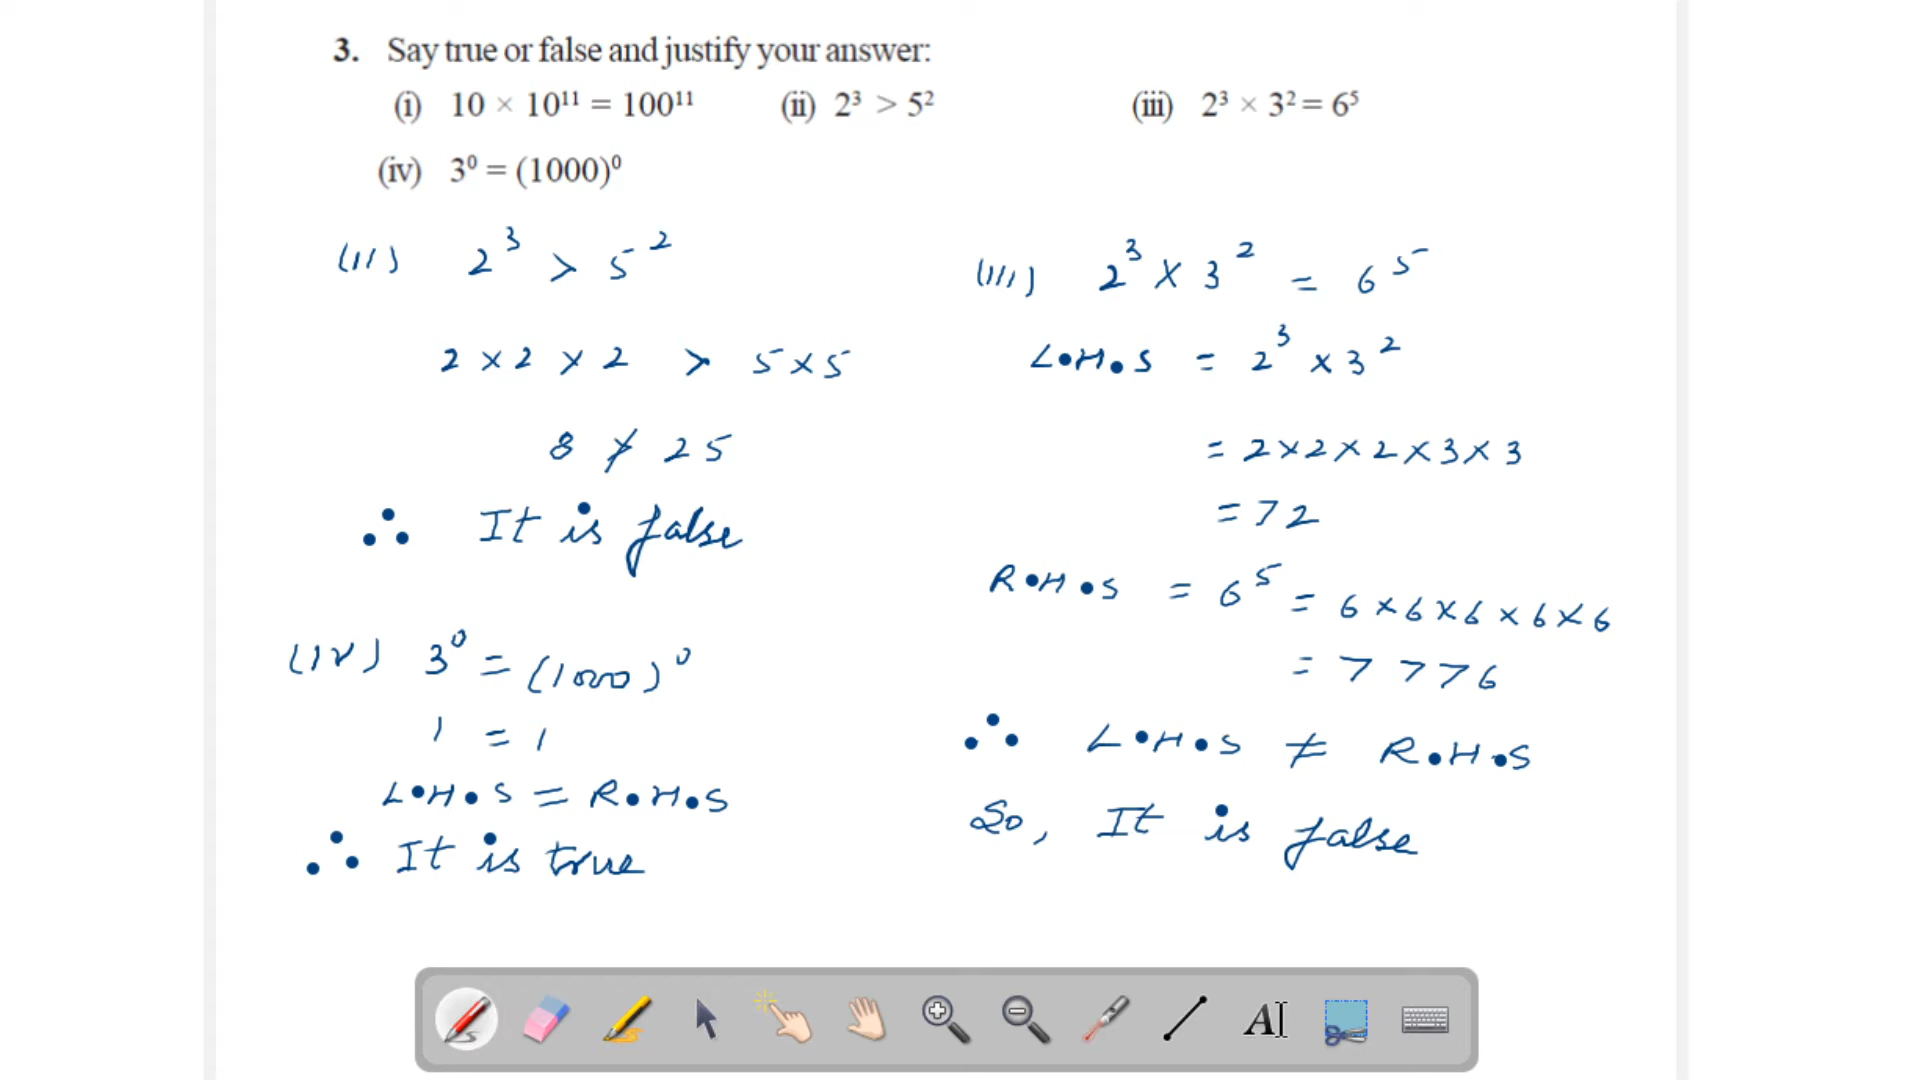 3. Say true or false and justify your answer:
(i) 10 × 10¹¹ = 100¹¹ (ii) 2³ > 5² (iii) 2³ × 3² = 6⁵
(iv) 3⁰ = (1000)⁰
(ii) 2³ > 5²
2 × 2 × 2 > 5 × 5
8 ≯ 25
∴ It is false
(iv) 3⁰ = (1000)⁰
1 = 1
L.H.S = R.H.S
∴ It is true
(iii) 2³ × 3² = 6⁵
L.H.S = 2³ × 3²
= 2 × 2 × 2 × 3 × 3
= 72
R.H.S = 6⁵ = 6 × 6 × 6 × 6 × 6
= 7776
∴ L.H.S ≠ R.H.S
So, It is false
AI